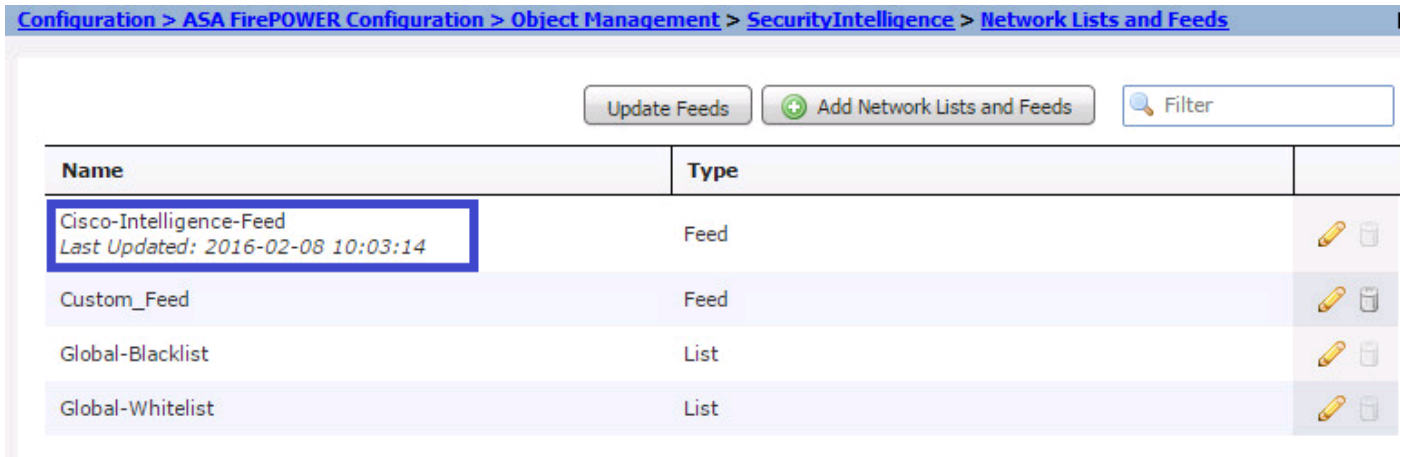 Configuration > ASA FirePOWER Configuration > Object Management > SecurityIntelligence > Network Lists and Feeds
Update Feeds Add Network Lists and Feeds Filter
Name Type
Cisco-Intelligence-Feed
Last Updated: 2016-02-08 10:03:14 Feed
Custom_Feed Feed
Global-Blacklist List
Global-Whitelist List